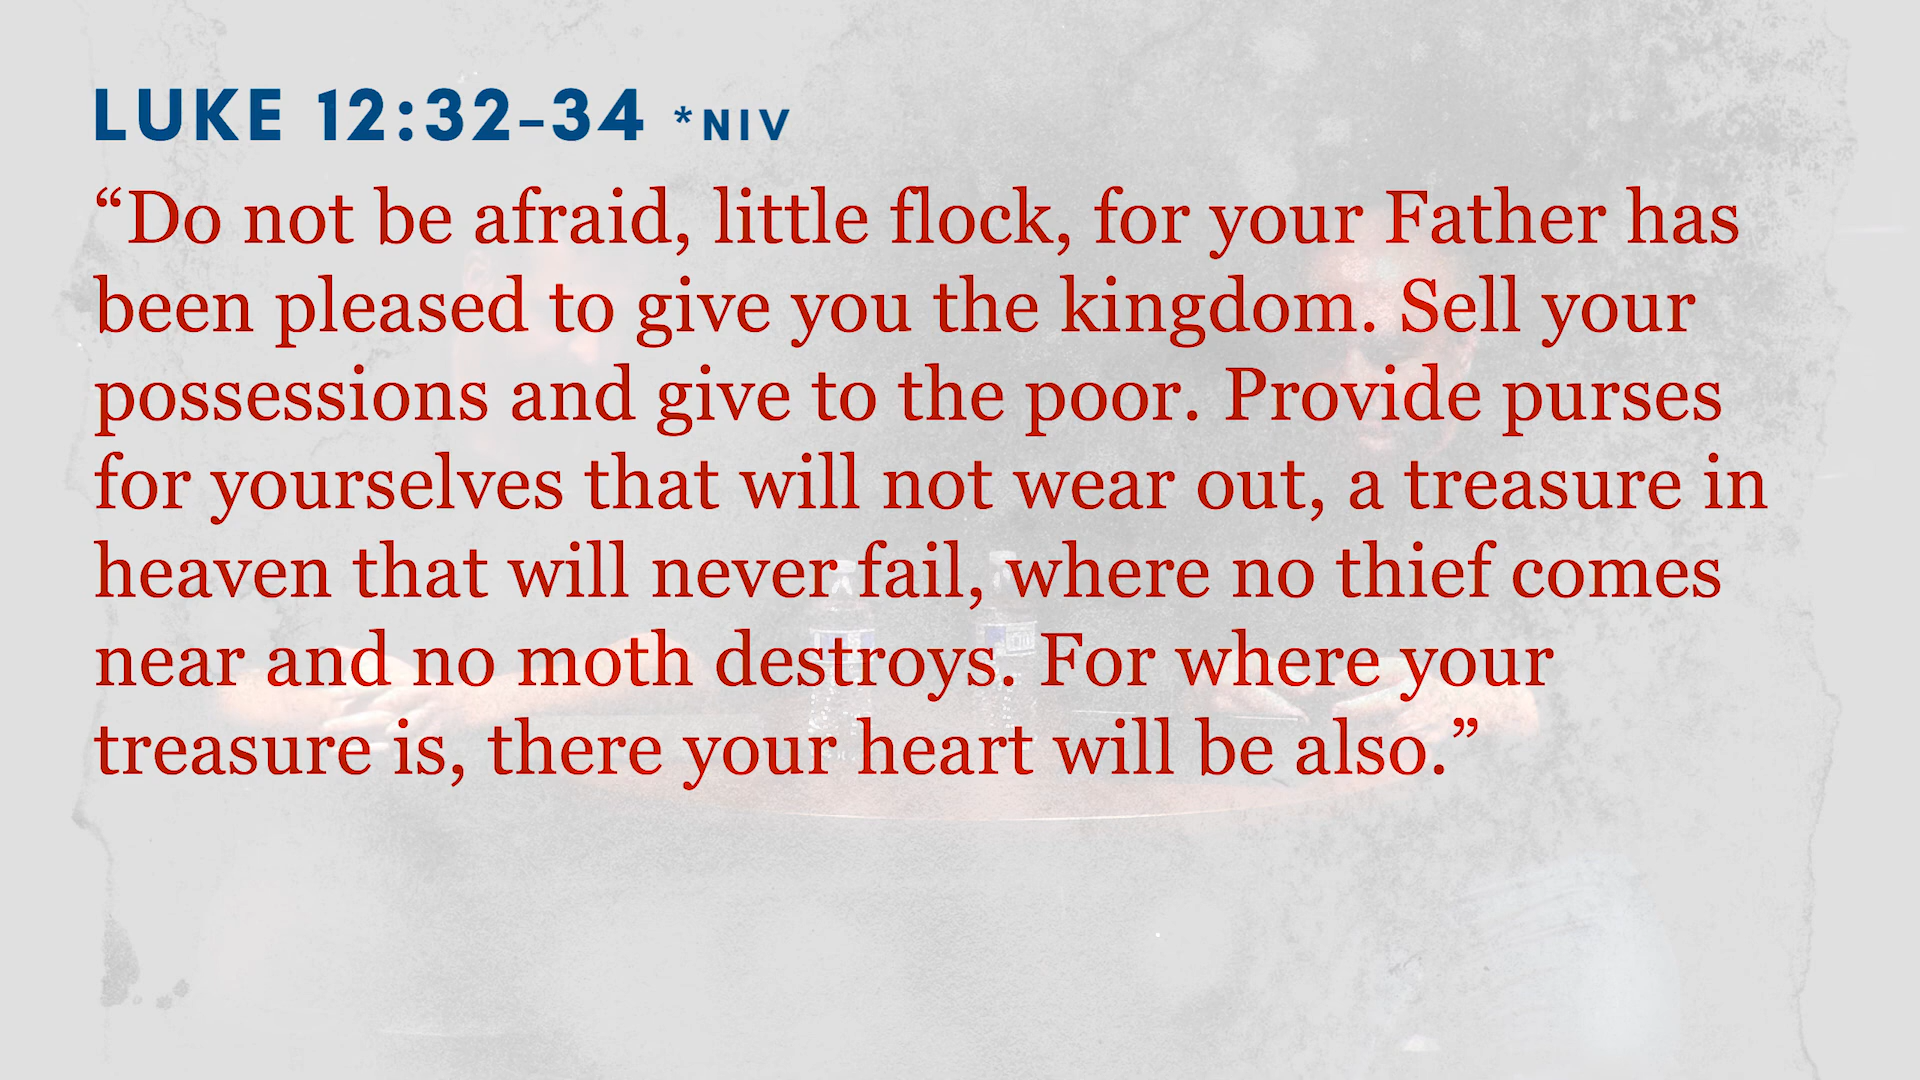 LUKE 12:32-34 *NIV
“Do not be afraid, little flock, for your Father has
been pleased to give you the kingdom. Sell your
possessions and give to the poor. Provide purses
for yourselves that will not wear out, a treasure in
heaven that will never fail, where no thief comes
near and no moth destroys. For where your
treasure is, there your heart will be also.”